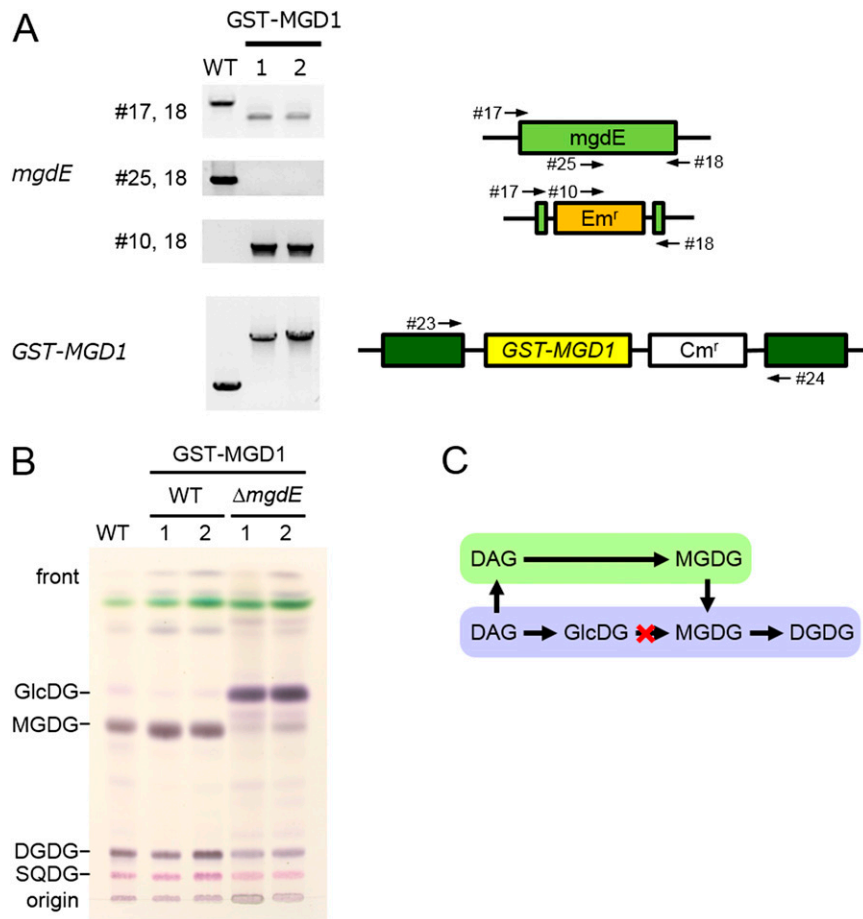 A
GST-MGD1
WT 1 2
#17, 18
mgdE
#25, 18
#10, 18
GST-MGD1
#17
mgdE
#25
#18
#17 #10
Emʳ
#18
#23
GST-MGD1
Cmʳ
#24
B
GST-MGD1
WT ΔmgdE
WT 1 2 1 2
front
GlcDG
MGDG
DGDG
SQDG
origin
C
DAG MGDG
DAG GlcDG MGDG DGDG